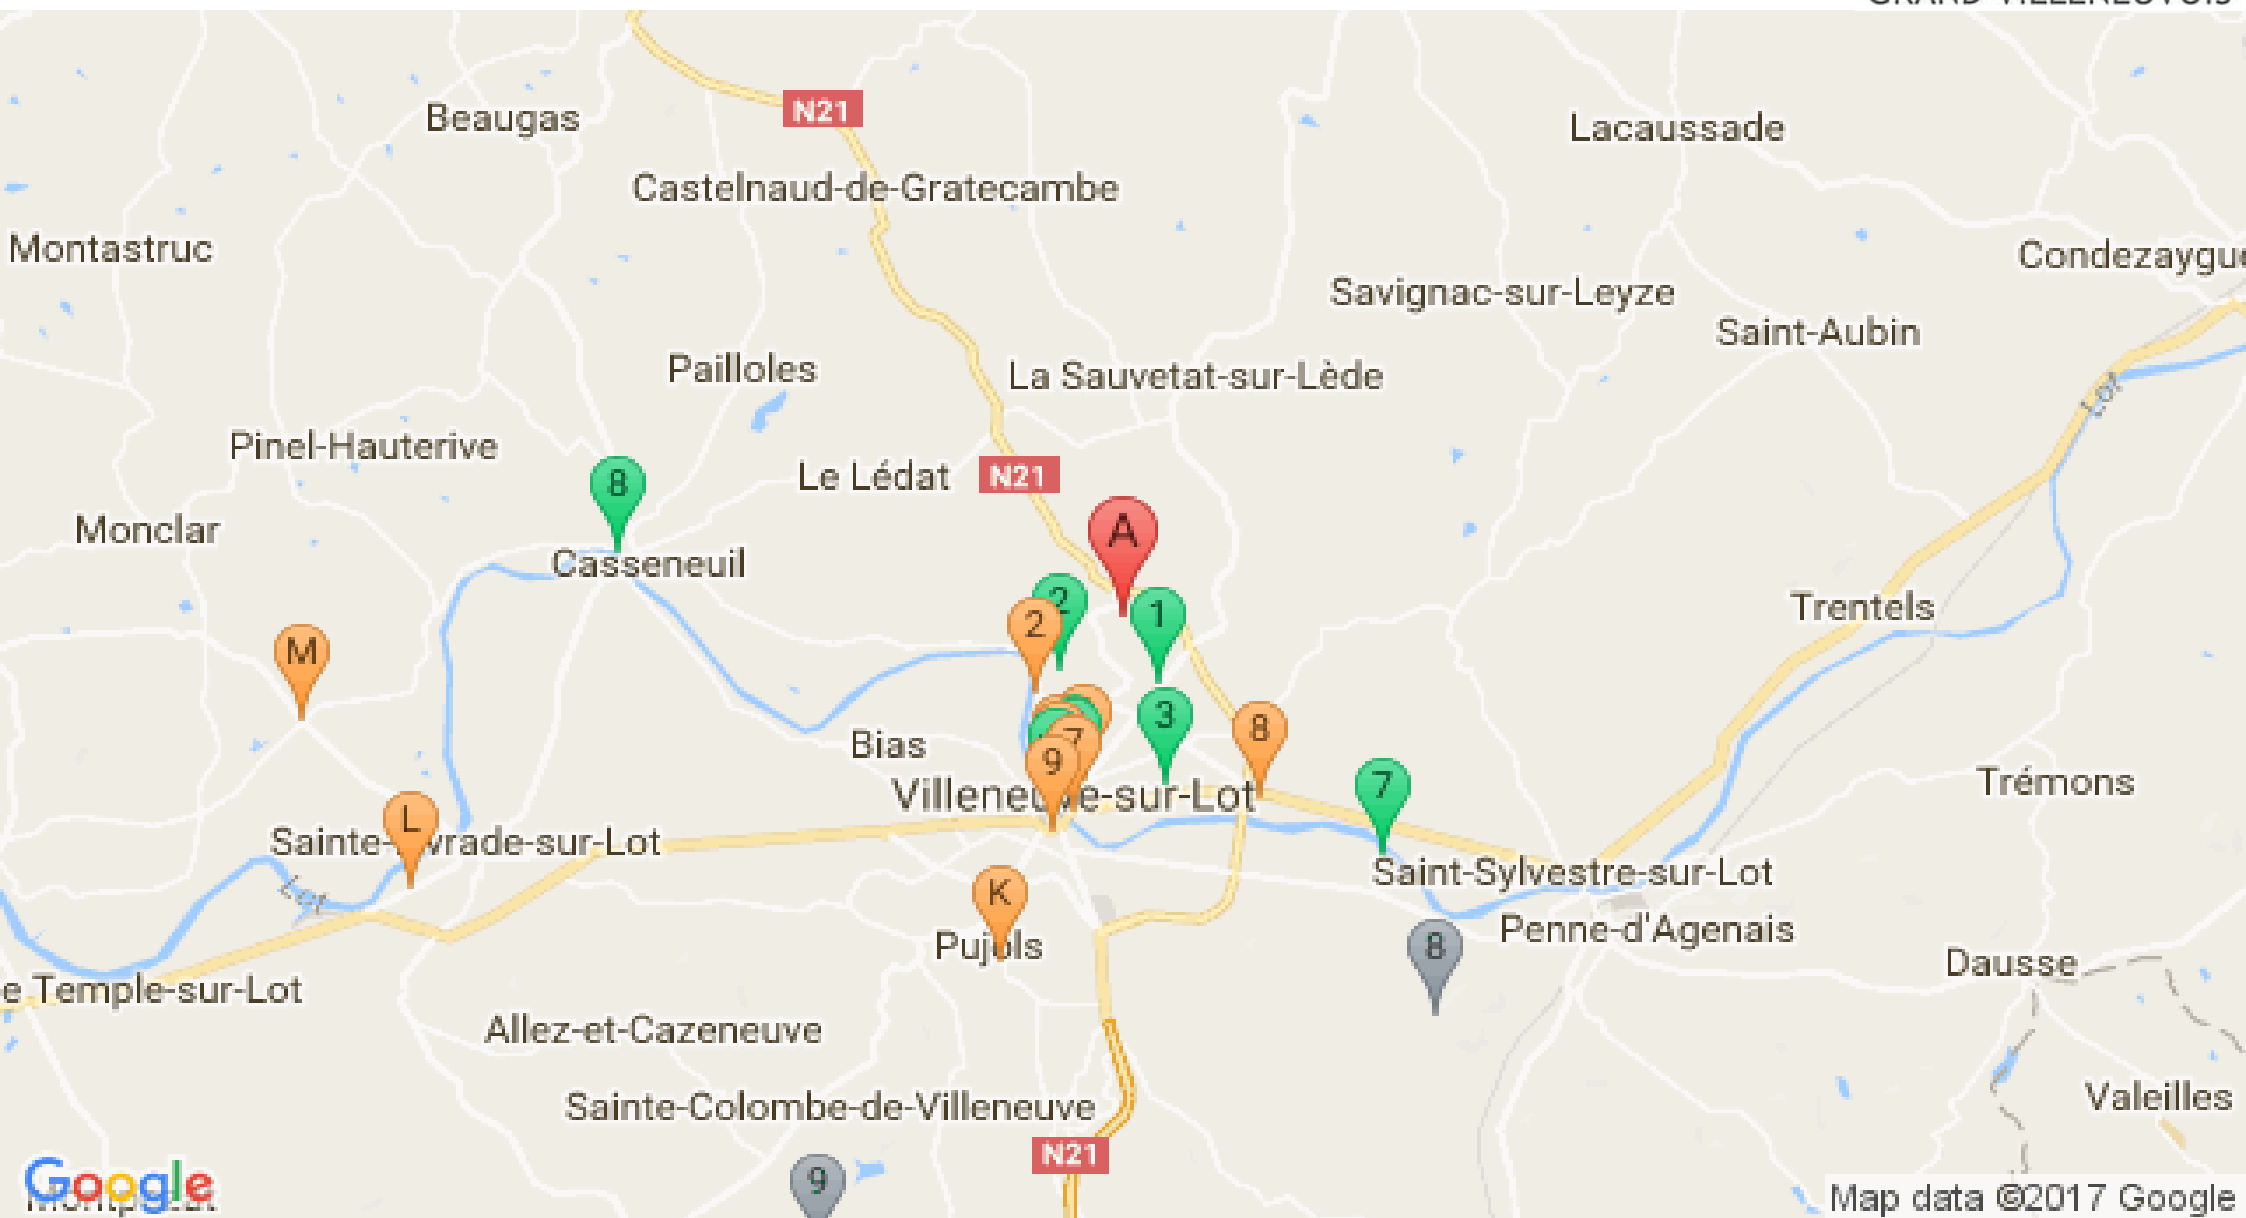 GRAND VILLENEUVOIS
N21
Beaugas
Lacaussade
Castelnaud-de-Gratecambe
Montastruc
Condezaygu
Savignac-sur-Leyze
Saint-Aubin
Pailloles
La Sauvetat-sur-Lède
Lot
Pinel-Hauterive
Le Lédat
N21
8
Monclar
A
Casseneuil
2
1
Trentels
2
M
3
8
Bias
7
9
7
Villeneuve-sur-Lot
Trémons
L
Sainte-Livrade-sur-Lot
Saint-Sylvestre-sur-Lot
Lot
K
Penne-d'Agenais
Pujols
8
Dausse
e Temple-sur-Lot
Allez-et-Cazeneuve
Sainte-Colombe-de-Villeneuve
Valeilles
N21
9
Google
Map data ©2017 Google